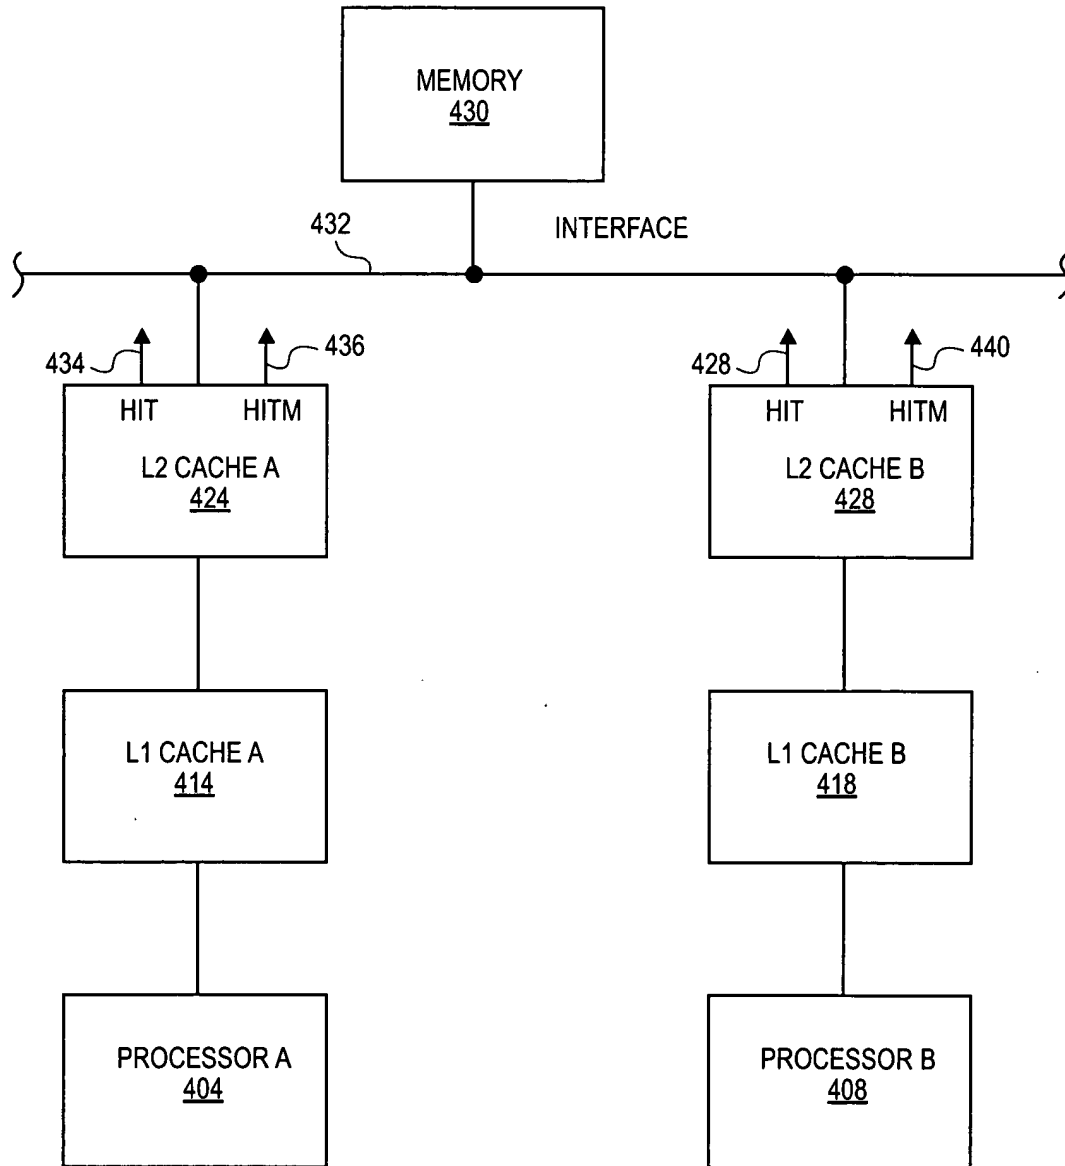 MEMORY
430
432
INTERFACE
434
436
428
440
HIT
HITM
HIT
HITM
L2 CACHE A
424
L2 CACHE B
428
L1 CACHE A
414
L1 CACHE B
418
PROCESSOR A
404
PROCESSOR B
408